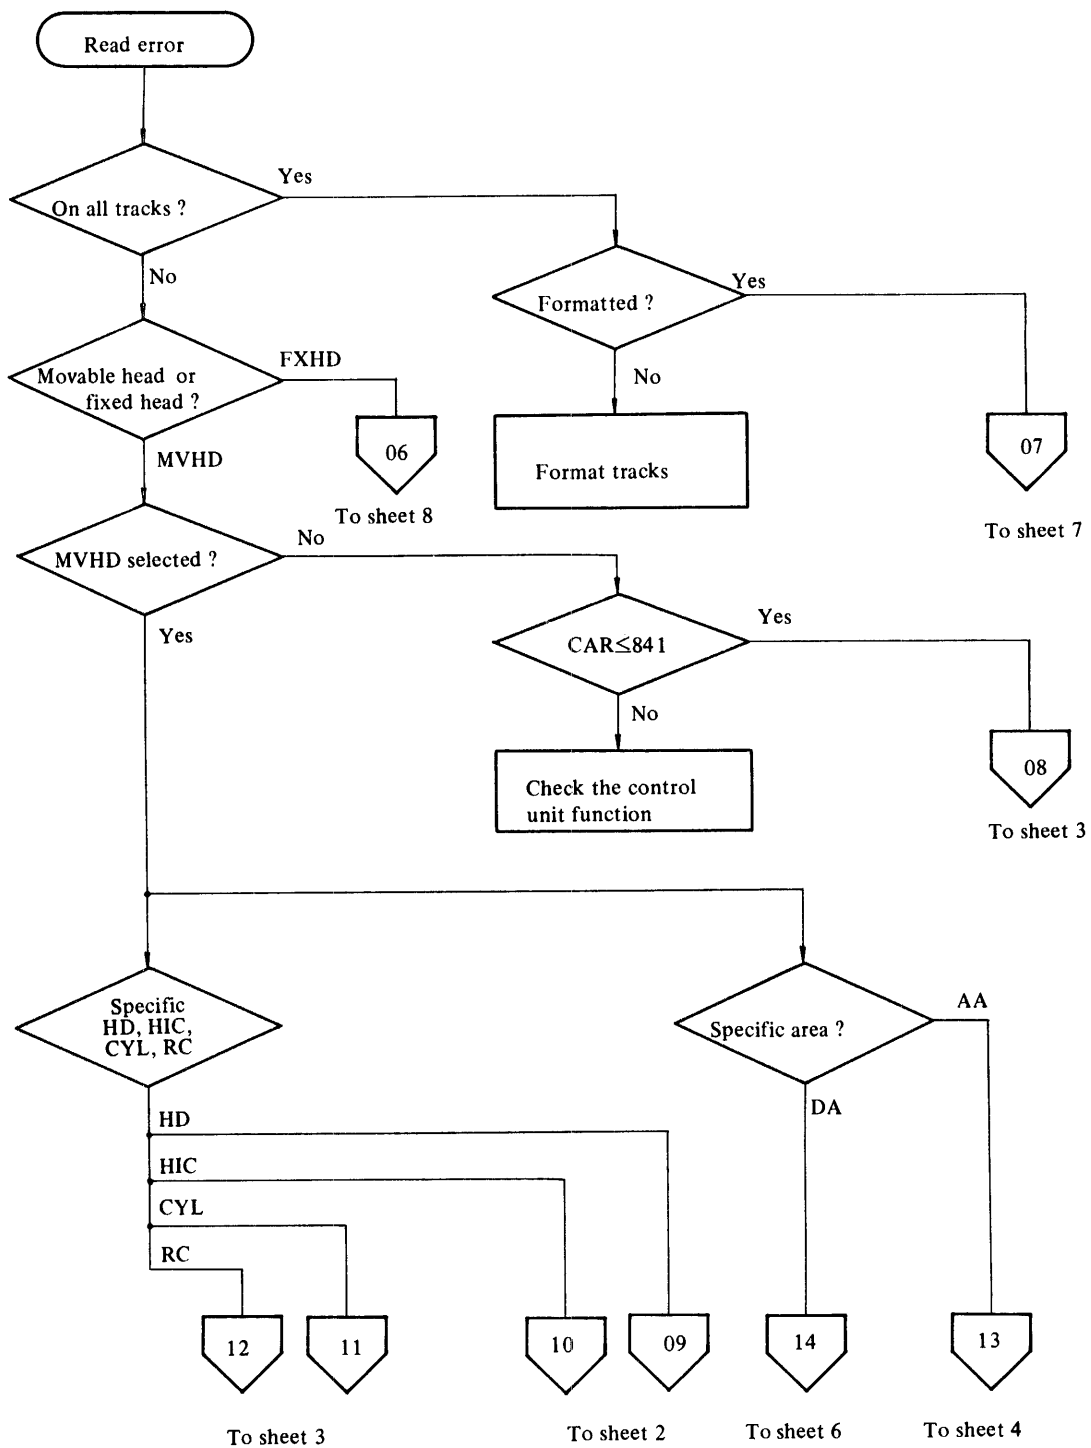 Read error
Yes
On all tracks ?
No
Yes
Formatted ?
No
FXHD
Movable head or
fixed head ?
MVHD
06
To sheet 8
Format tracks
07
To sheet 7
No
MVHD selected ?
Yes
Yes
CAR≤841
No
Check the control
unit function
08
To sheet 3
Specific
HD, HIC,
CYL, RC
AA
Specific area ?
DA
HD
HIC
CYL
RC
12
11
10
09
14
13
To sheet 3
To sheet 2
To sheet 6
To sheet 4